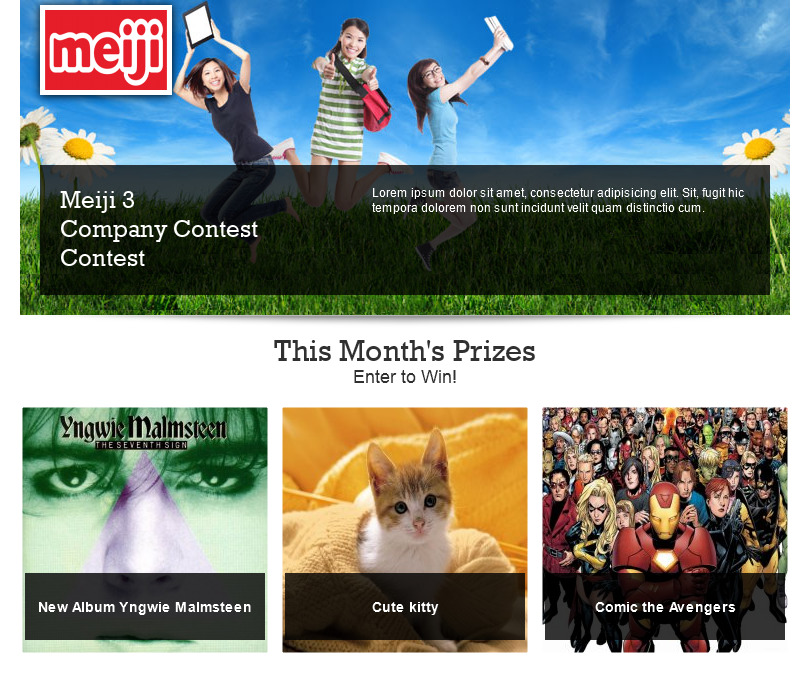 meiji
Meiji 3
Company Contest
Contest
Lorem ipsum dolor sit amet, consectetur adipisicing elit. Sit, fugit hic
tempora dolorem non sunt incidunt velit quam distinctio cum.
This Month's Prizes
Enter to Win!
Yngwie Malmsteen
THE SEVENTH SIGN
New Album Yngwie Malmsteen
Cute kitty
Comic the Avengers